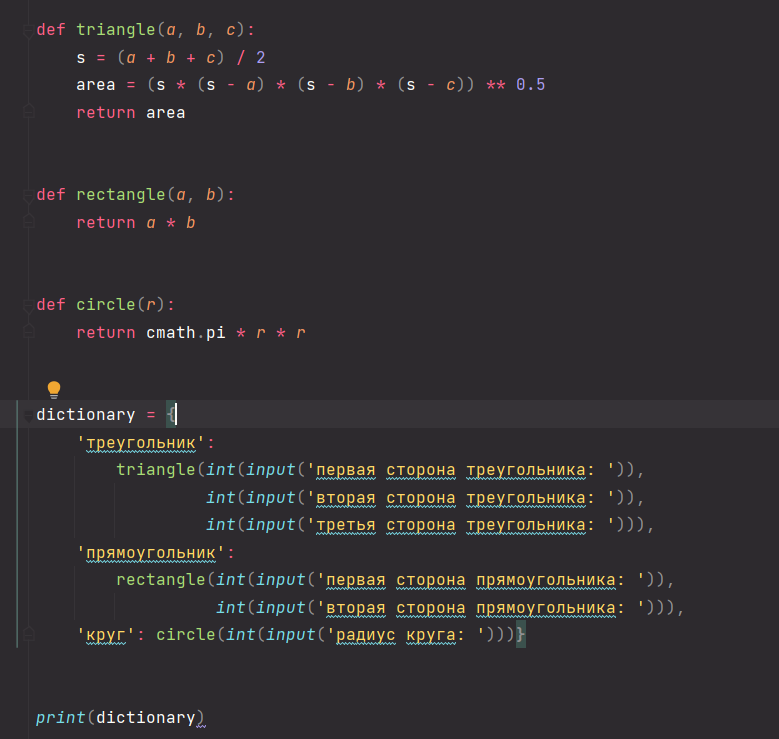 def triangle(a, b, c):
    s = (a + b + c) / 2
    area = (s * (s - a) * (s - b) * (s - c)) ** 0.5
    return area
def rectangle(a, b):
    return a * b
def circle(r):
    return cmath.pi * r * r
dictionary = {
    'треугольник':
        triangle(int(input('первая сторона треугольника: ')),
                 int(input('вторая сторона треугольника: ')),
                 int(input('третья сторона треугольника: '))),
    'прямоугольник':
        rectangle(int(input('первая сторона прямоугольника: ')),
                  int(input('вторая сторона прямоугольника: '))),
    'круг': circle(int(input('радиус круга: ')))}
print(dictionary)